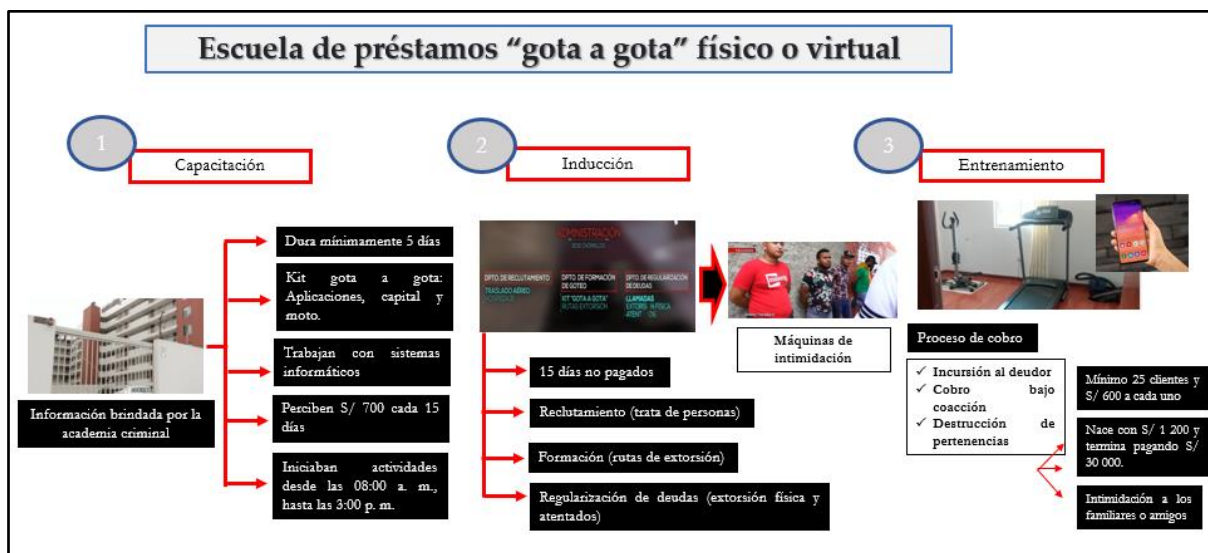 Escuela de préstamos “gota a gota” físico o virtual
1
Capacitación
Dura mínimamente 5 días
Kit gota a gota:
Aplicaciones, capital y
moto.
Trabajan con sistemas
informáticos
Perciben S/ 700 cada 15
días
Iniciaban actividades
desde las 08:00 a. m.,
hasta las 3:00 p. m.
Información brindada por la
academia criminal
2
Inducción
ADMINISTRACIÓN
DPTO. DE RECLUTAMIENTO
TRASLADO AÉREO
DPTO. DE FORMACIÓN
DE GOTEO
KIT "GOTA A GOTA"
RUTAS EXTORSIÓN
DPTO. DE REGULARIZACIÓN
DE DEUDAS
LLAMADAS
Máquinas de
intimidación
15 días no pagados
Reclutamiento (trata de personas)
Formación (rutas de extorsión)
Regularización de deudas (extorsión física y
atentados)
3
Entrenamiento
Proceso de cobro
✓ Incursión al deudor
✓ Cobro bajo
coacción
✓ Destrucción de
pertenencias
Mínimo 25 clientes y
S/ 600 a cada uno
Nace con S/ 1 200 y
termina pagando S/
30 000.
Intimidación a los
familiares o amigos